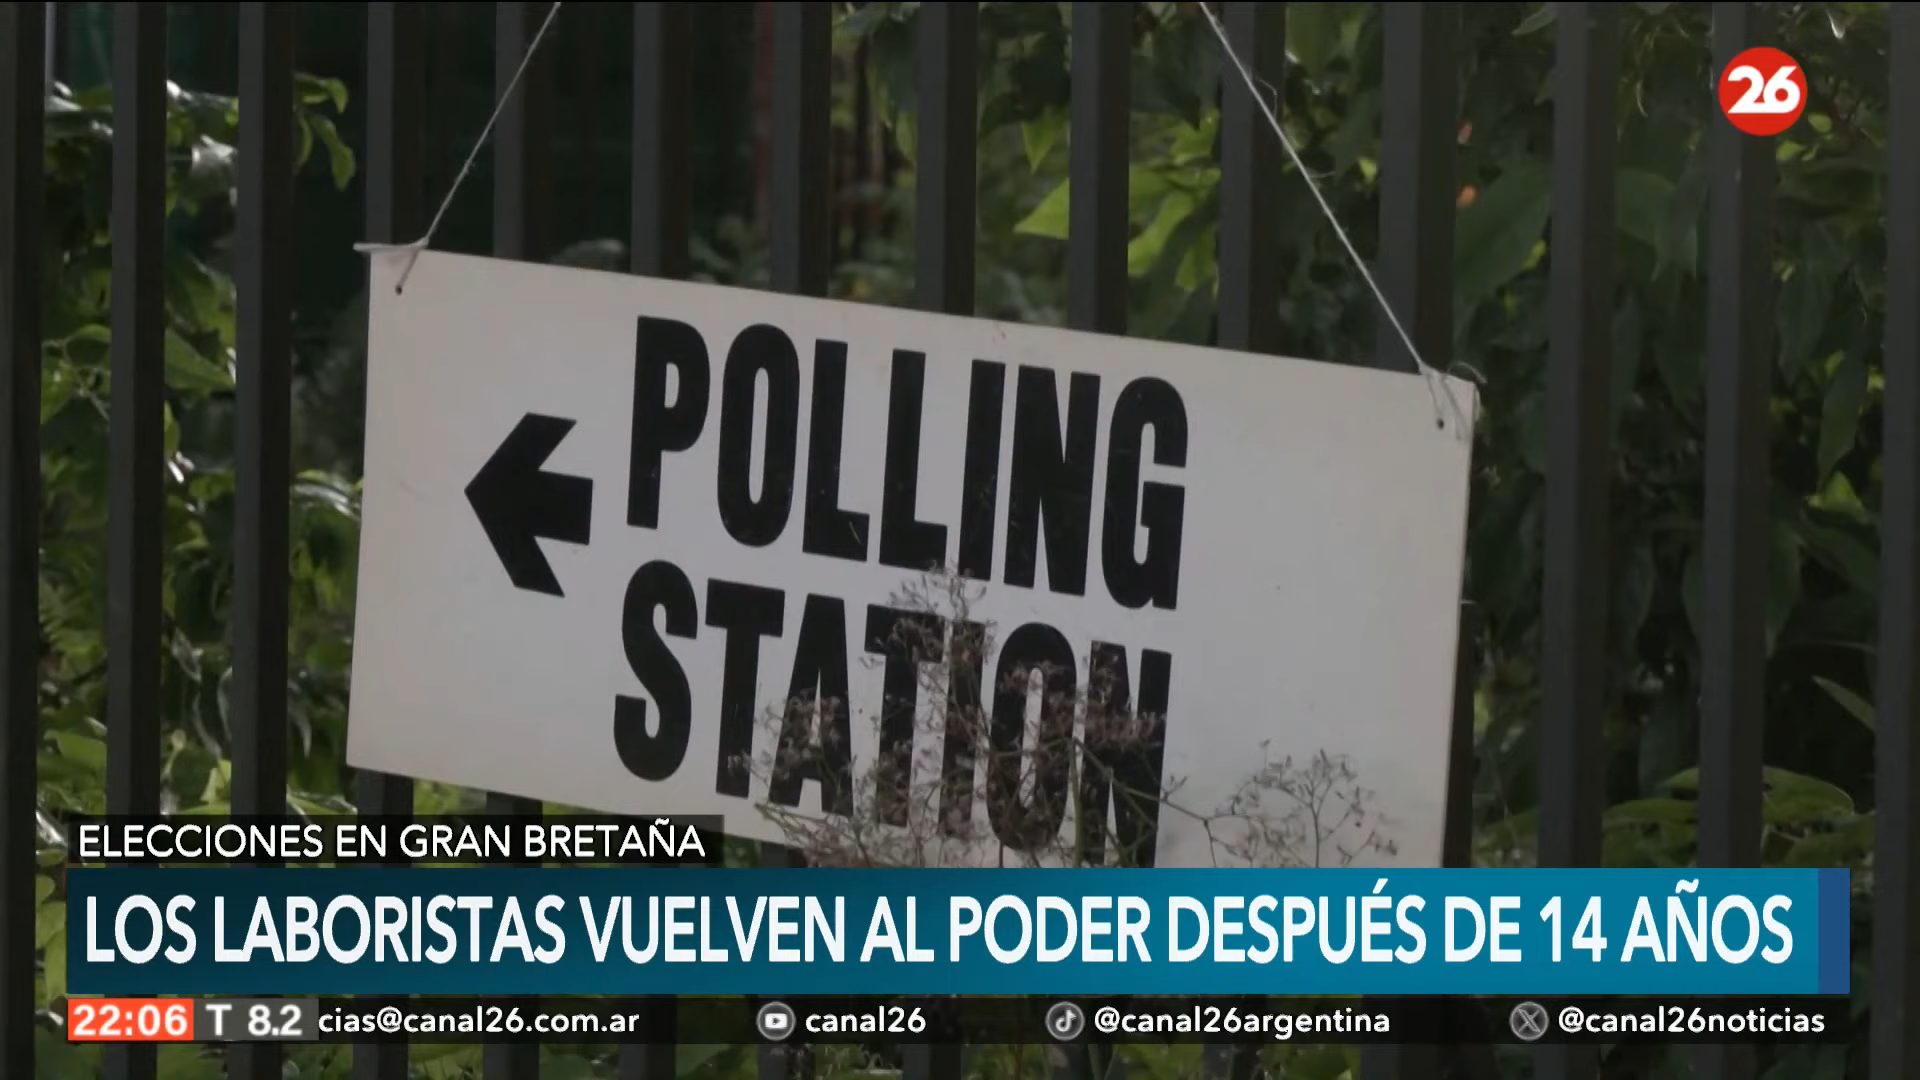 26
POLLING
STATION
ELECCIONES EN GRAN BRETAÑA
LOS LABORISTAS VUELVEN AL PODER DESPUÉS DE 14 AÑOS
22:06 T 8.2 cias@canal26.com.ar canal26 @canal26argentina @canal26noticias